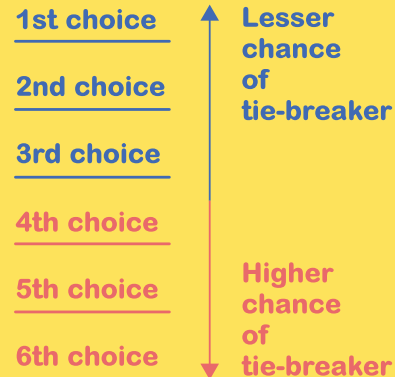 1st choice
2nd choice
3rd choice
4th choice
5th choice
6th choice
Lesser
chance
of
tie-breaker
Higher
chance
of
tie-breaker